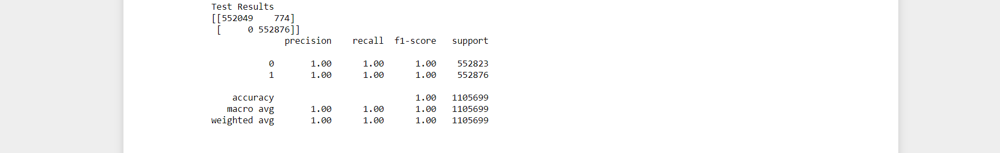 Test Results
[[552049    774]
 [     0 552876]]
              precision    recall  f1-score   support
           0       1.00      1.00      1.00    552823
           1       1.00      1.00      1.00    552876
    accuracy                           1.00   1105699
   macro avg       1.00      1.00      1.00   1105699
weighted avg       1.00      1.00      1.00   1105699